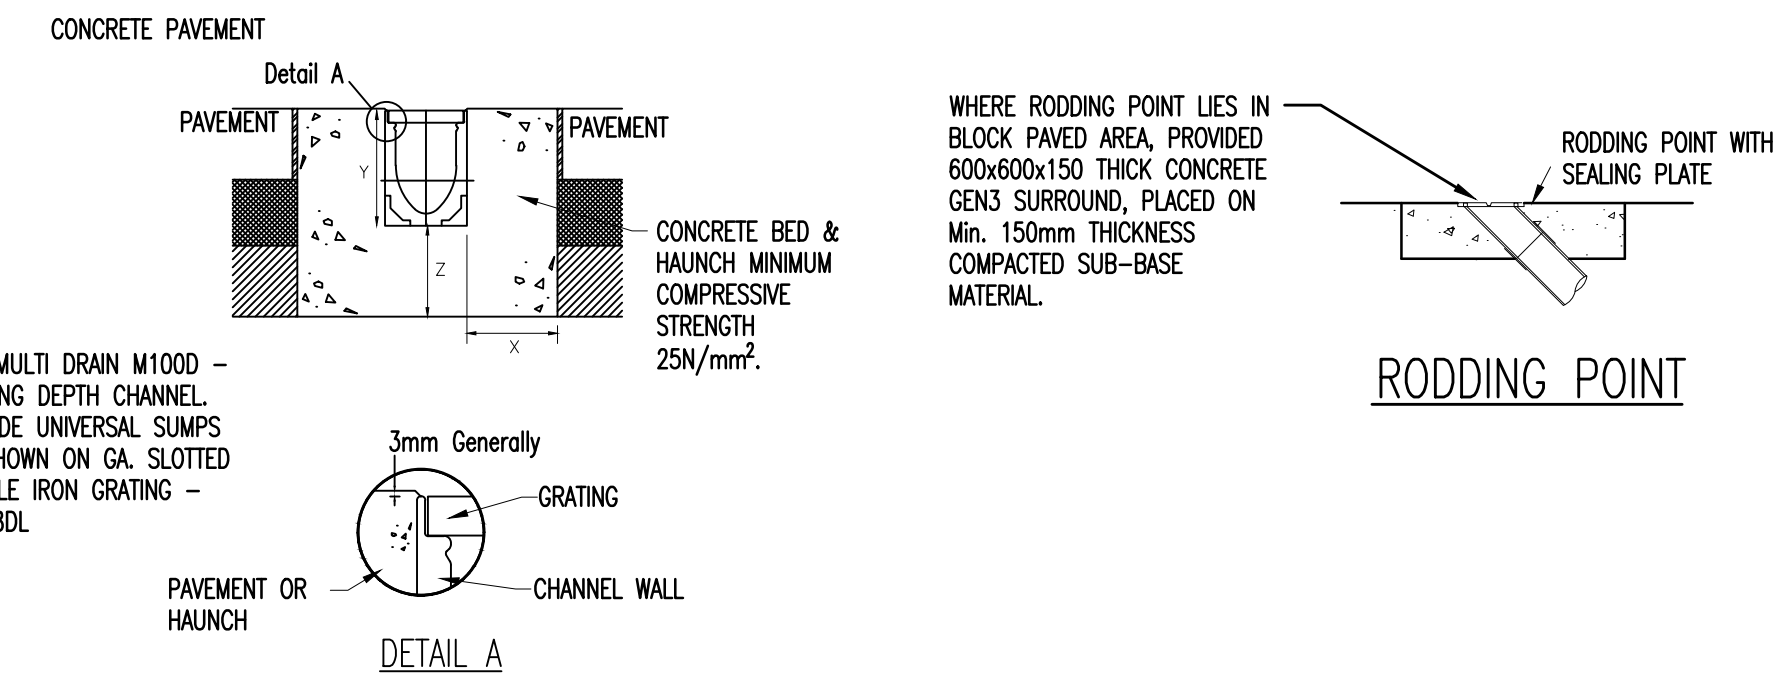 CONCRETE PAVEMENT
Detail A
PAVEMENT
PAVEMENT
Y
Z
X
CONCRETE BED &
HAUNCH MINIMUM
COMPRESSIVE
STRENGTH
25N/mm².
MULTI DRAIN M100D -
NG DEPTH CHANNEL.
DE UNIVERSAL SUMPS
HOWN ON GA. SLOTTED
LE IRON GRATING -
BDL
3mm Generally
GRATING
PAVEMENT OR
HAUNCH
CHANNEL WALL
DETAIL A
WHERE RODDING POINT LIES IN
BLOCK PAVED AREA, PROVIDED
600x600x150 THICK CONCRETE
GEN3 SURROUND, PLACED ON
Min. 150mm THICKNESS
COMPACTED SUB-BASE
MATERIAL.
RODDING POINT WITH
SEALING PLATE
RODDING POINT